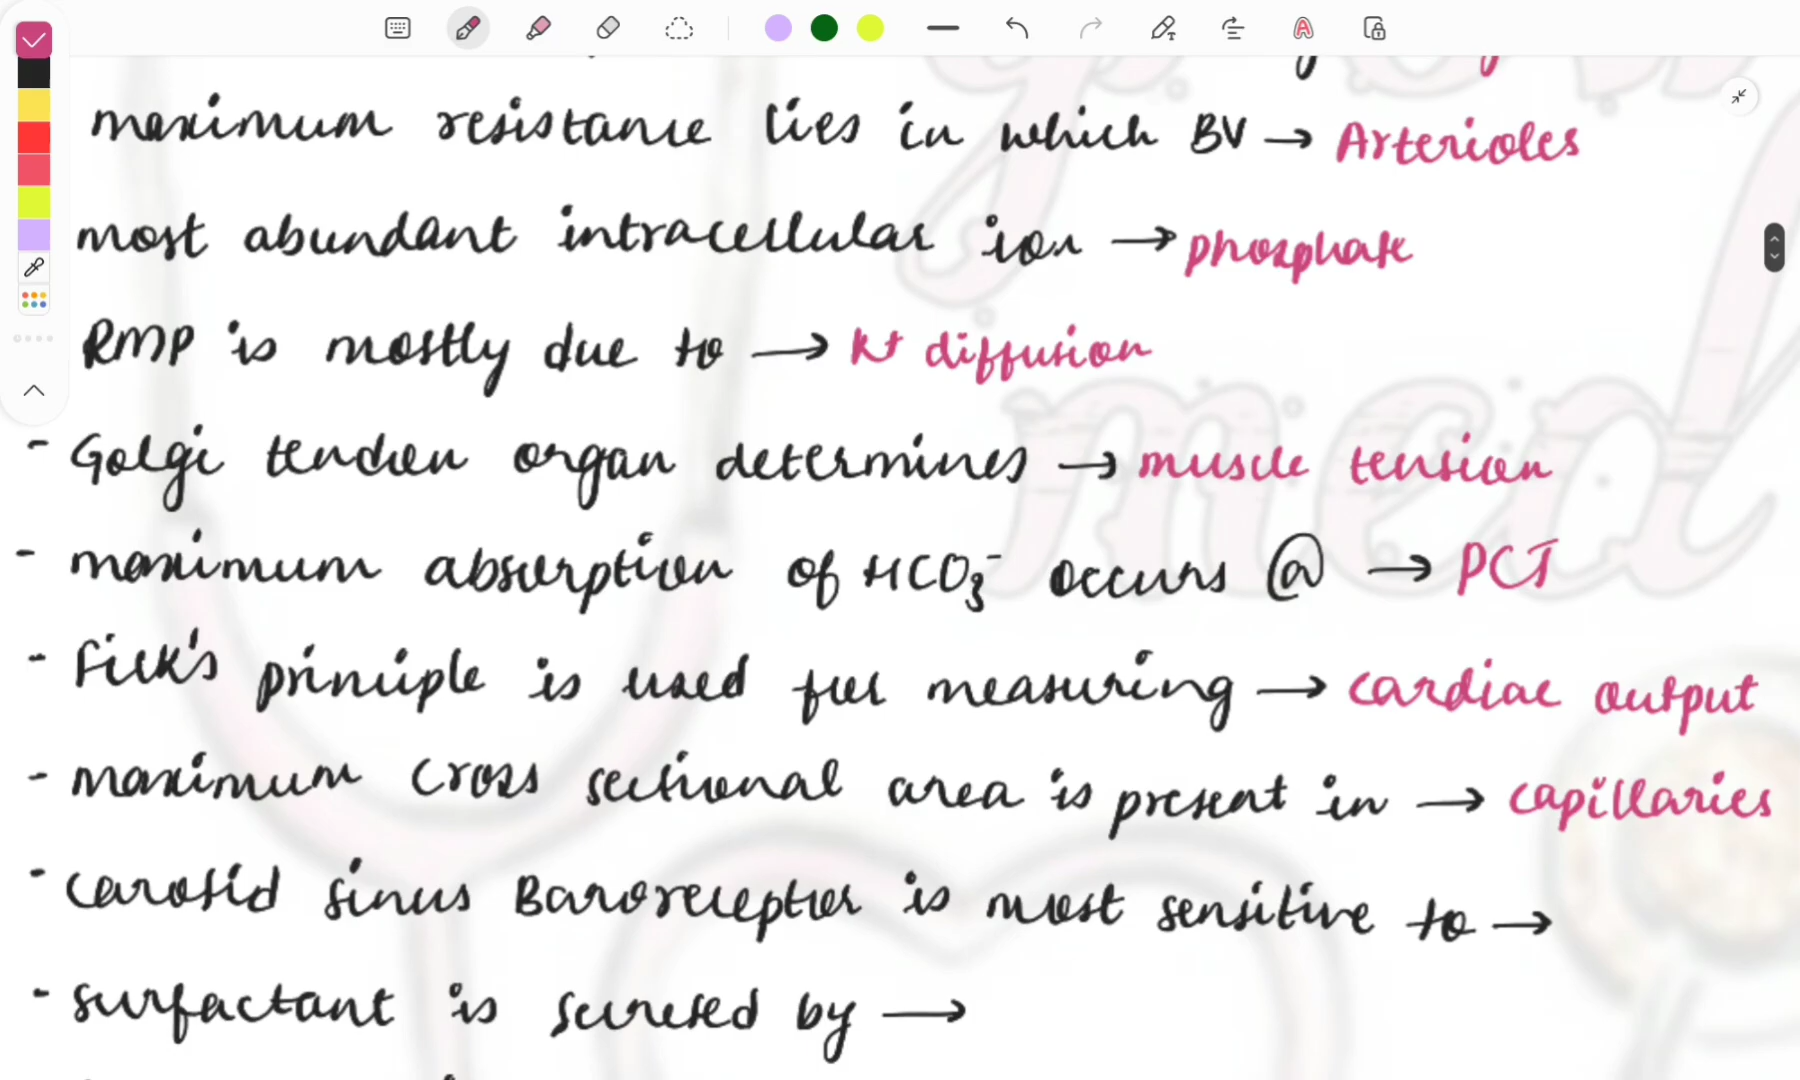 maximum resistance lies in which BV → Arterioles
most abundant intracellular ion → phosphate
RMP is mostly due to → K+ diffusion
- Golgi tendon organ determines → muscle tension
- maximum absorption of HCO₃⁻ occurs @ → PCT
- Fick's principle is used for measuring → cardiac output
- maximum cross sectional area is present in → capillaries
- carotid sinus Baroreceptor is most sensitive to →
- surfactant is secreted by →
med